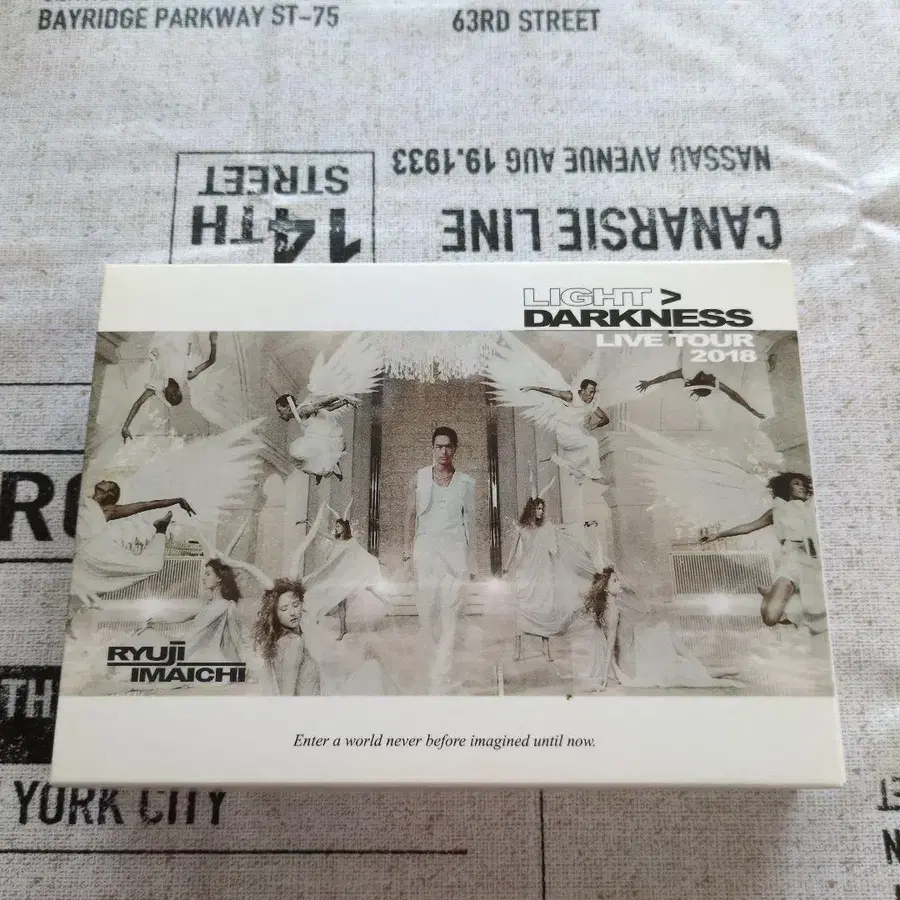 BAYRIDGE PARKWAY ST-75
63RD STREET
NASSAU AVENUE AUG 19.1933
CANARSIE LINE
14TH
STREET
LIGHT >
DARKNESS
LIVE TOUR
2018
RYUJI
IMAICHI
Enter a world never before imagined until now.
TH
YORK CITY